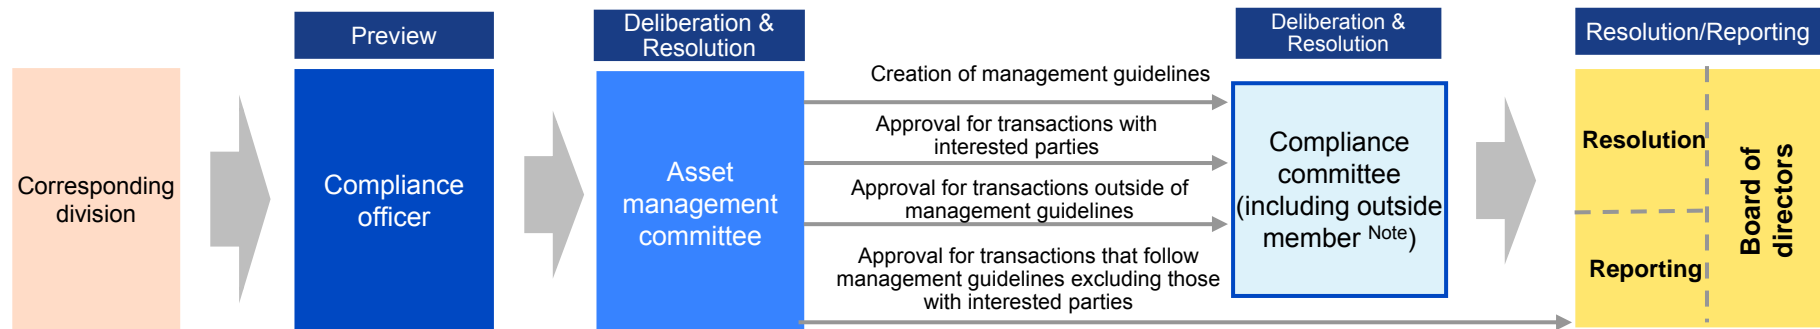 Corresponding
division
Preview
Compliance
officer
Deliberation &
Resolution
Asset
management
committee
Creation of management guidelines
Approval for transactions with
interested parties
Approval for transactions outside of
management guidelines
Approval for transactions that follow
management guidelines excluding those
with interested parties
Deliberation &
Resolution
Compliance
committee
(including outside
member Note)
Resolution/Reporting
Resolution
Reporting
Board of
directors